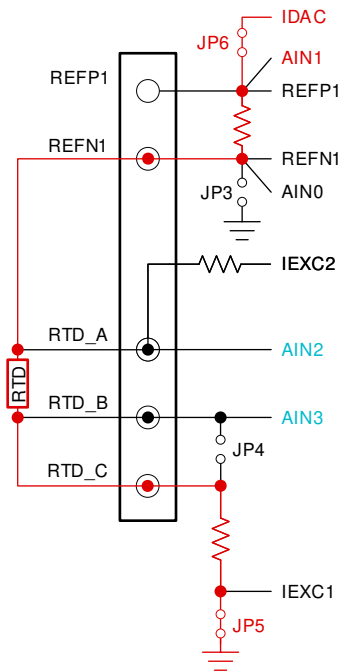 IDAC
JP6
AIN1
REFP1
REFP1
REFN1
REFN1
JP3
AIN0
IEXC2
RTD_A
AIN2
RTD
RTD_B
AIN3
JP4
RTD_C
IEXC1
JP5